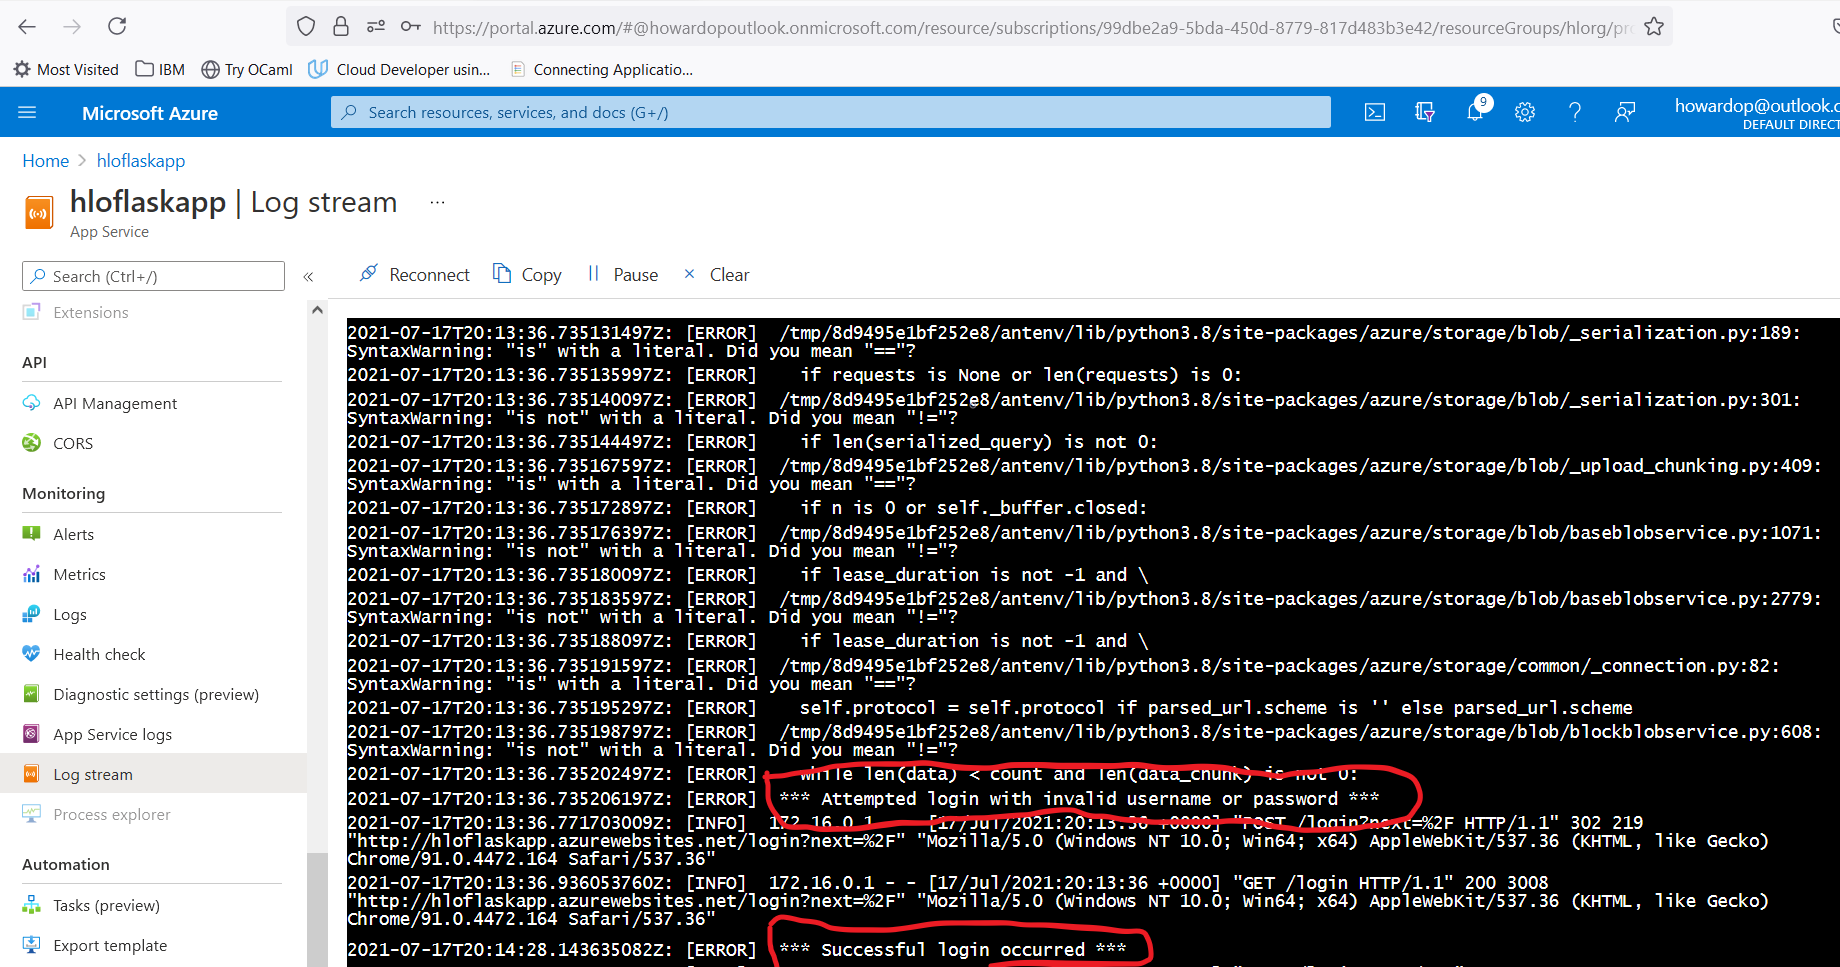 https://portal.azure.com/#@howardopoutlook.onmicrosoft.com/resource/subscriptions/99dbe2a9-5bda-450d-8779-817d483b3e42/resourceGroups/hlorg/pro
Most Visited IBM Try OCaml Cloud Developer usin... Connecting Applicatio...
Microsoft Azure Search resources, services, and docs (G+/) 9 howardop@outlook.c
DEFAULT DIRECT
Home > hloflaskapp
hloflaskapp | Log stream ...
App Service
Search (Ctrl+/) « Reconnect Copy Pause Clear
Extensions
API
API Management
CORS
Monitoring
Alerts
Metrics
Logs
Health check
Diagnostic settings (preview)
App Service logs
Log stream
Process explorer
Automation
Tasks (preview)
Export template
2021-07-17T20:13:36.735131497Z: [ERROR] /tmp/8d9495e1bf252e8/antenv/lib/python3.8/site-packages/azure/storage/blob/_serialization.py:189:
SyntaxWarning: "is" with a literal. Did you mean "=="?
2021-07-17T20:13:36.735135997Z: [ERROR] if requests is None or len(requests) is 0:
2021-07-17T20:13:36.735140097Z: [ERROR] /tmp/8d9495e1bf252e8/antenv/lib/python3.8/site-packages/azure/storage/blob/_serialization.py:301:
SyntaxWarning: "is not" with a literal. Did you mean "!="?
2021-07-17T20:13:36.735144497Z: [ERROR] if len(serialized_query) is not 0:
2021-07-17T20:13:36.735167597Z: [ERROR] /tmp/8d9495e1bf252e8/antenv/lib/python3.8/site-packages/azure/storage/blob/_upload_chunking.py:409:
SyntaxWarning: "is" with a literal. Did you mean "=="?
2021-07-17T20:13:36.735172897Z: [ERROR] if n is 0 or self._buffer.closed:
2021-07-17T20:13:36.735176397Z: [ERROR] /tmp/8d9495e1bf252e8/antenv/lib/python3.8/site-packages/azure/storage/blob/baseblobservice.py:1071:
SyntaxWarning: "is not" with a literal. Did you mean "!="?
2021-07-17T20:13:36.735180097Z: [ERROR] if lease_duration is not -1 and \
2021-07-17T20:13:36.735183597Z: [ERROR] /tmp/8d9495e1bf252e8/antenv/lib/python3.8/site-packages/azure/storage/blob/baseblobservice.py:2779:
SyntaxWarning: "is not" with a literal. Did you mean "!="?
2021-07-17T20:13:36.735188097Z: [ERROR] if lease_duration is not -1 and \
2021-07-17T20:13:36.735191597Z: [ERROR] /tmp/8d9495e1bf252e8/antenv/lib/python3.8/site-packages/azure/storage/common/_connection.py:82:
SyntaxWarning: "is" with a literal. Did you mean "=="?
2021-07-17T20:13:36.735195297Z: [ERROR] self.protocol = self.protocol if parsed_url.scheme is '' else parsed_url.scheme
2021-07-17T20:13:36.735198797Z: [ERROR] /tmp/8d9495e1bf252e8/antenv/lib/python3.8/site-packages/azure/storage/blob/blockblobservice.py:608:
SyntaxWarning: "is not" with a literal. Did you mean "!="?
2021-07-17T20:13:36.735202497Z: [ERROR] while len(data) < count and len(data_chunk) is not 0:
2021-07-17T20:13:36.735206197Z: [ERROR] *** Attempted login with invalid username or password ***
2021-07-17T20:13:36.771703009Z: [INFO] 172.16.0.1 - - [17/Jul/2021:20:13:36 +0000] "POST /login?next=%2F HTTP/1.1" 302 219
"http://hloflaskapp.azurewebsites.net/login?next=%2F" "Mozilla/5.0 (Windows NT 10.0; Win64; x64) AppleWebKit/537.36 (KHTML, like Gecko)
Chrome/91.0.4472.164 Safari/537.36"
2021-07-17T20:13:36.936053760Z: [INFO] 172.16.0.1 - - [17/Jul/2021:20:13:36 +0000] "GET /login HTTP/1.1" 200 3008
"http://hloflaskapp.azurewebsites.net/login?next=%2F" "Mozilla/5.0 (Windows NT 10.0; Win64; x64) AppleWebKit/537.36 (KHTML, like Gecko)
Chrome/91.0.4472.164 Safari/537.36"
2021-07-17T20:14:28.143635082Z: [ERROR] *** Successful login occurred ***